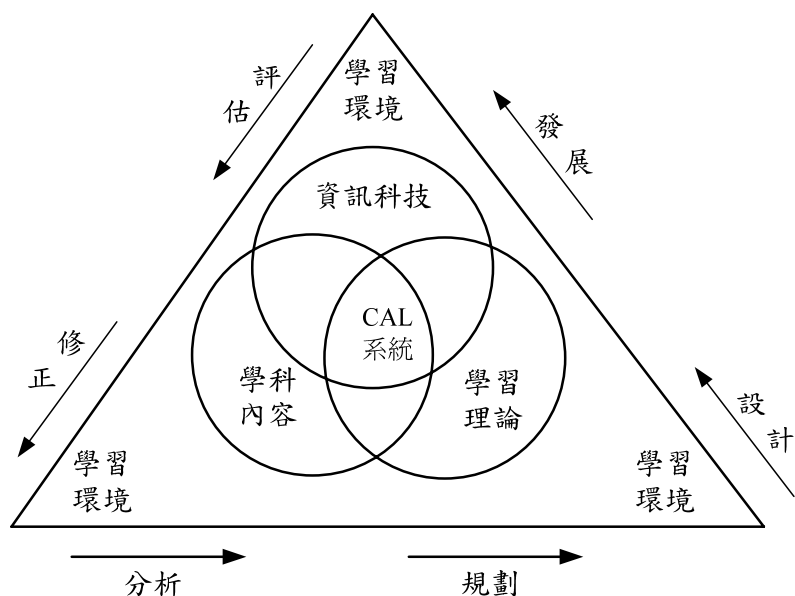 學習
環境
評估
發展
資訊科技
CAL
系統
學科
內容
學習
理論
修正
設計
學習
環境
學習
環境
分析
規劃